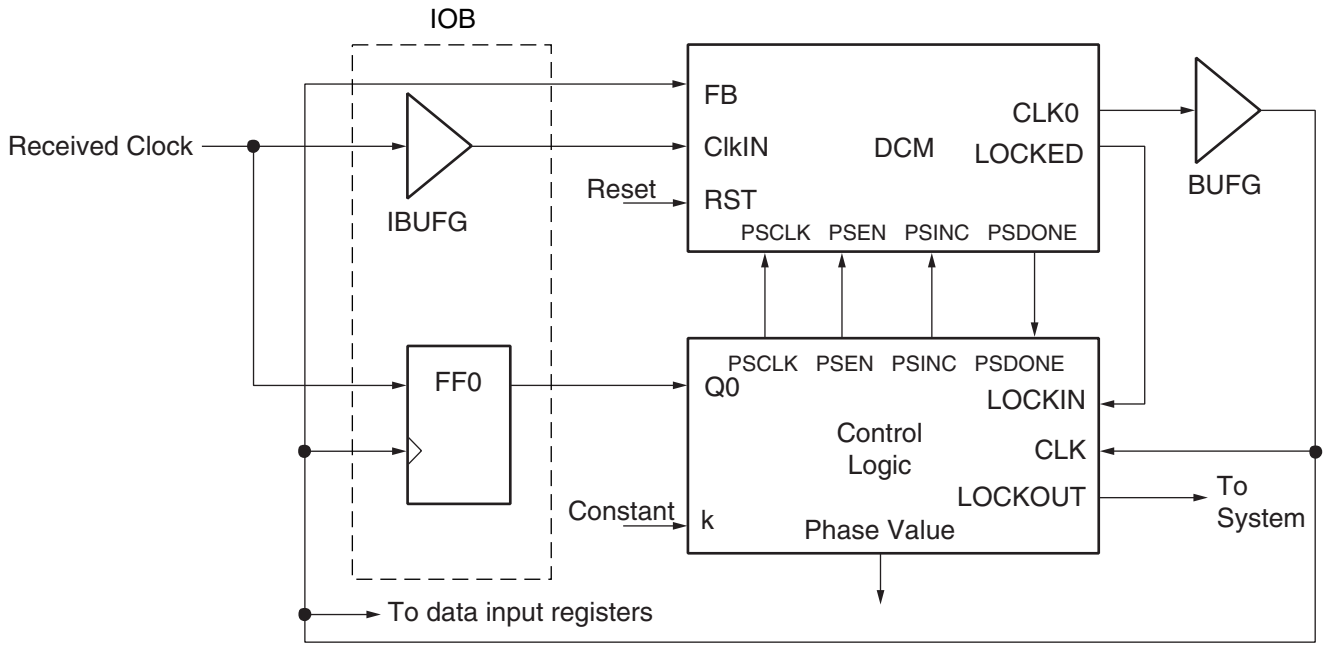 IOB
FB
CLK0
Received Clock
ClkIN
DCM
LOCKED
BUFG
Reset
RST
IBUFG
PSCLK PSEN PSINC PSDONE
PSCLK PSEN PSINC PSDONE
FF0
Q0
LOCKIN
Control
Logic
CLK
LOCKOUT
To
System
Constant
k
Phase Value
To data input registers